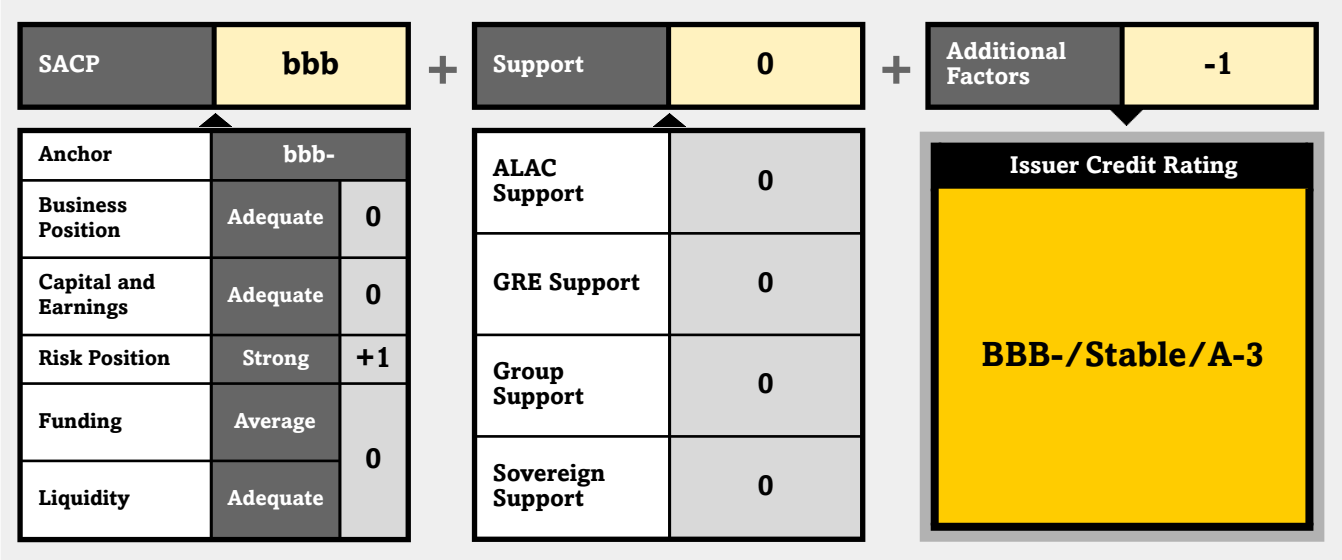 SACP
bbb
+
Support
0
+
Additional
Factors
-1
Anchor
bbb-
Business
Position
Adequate
0
Capital and
Earnings
Adequate
0
Risk Position
Strong
+1
Funding
Average
0
Liquidity
Adequate
ALAC
Support
0
GRE Support
0
Group
Support
0
Sovereign
Support
0
Issuer Credit Rating
BBB-/Stable/A-3